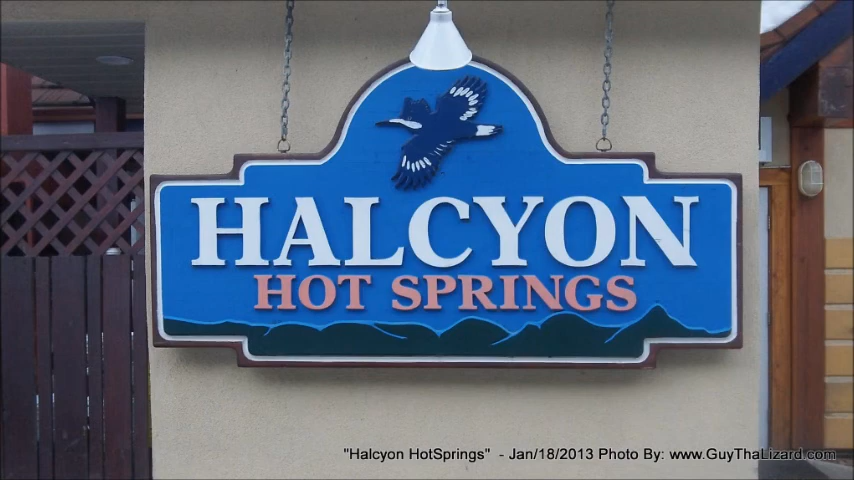 HALCYON
HOT SPRINGS
"Halcyon HotSprings" - Jan/18/2013 Photo By: www.GuyThaLizard.com